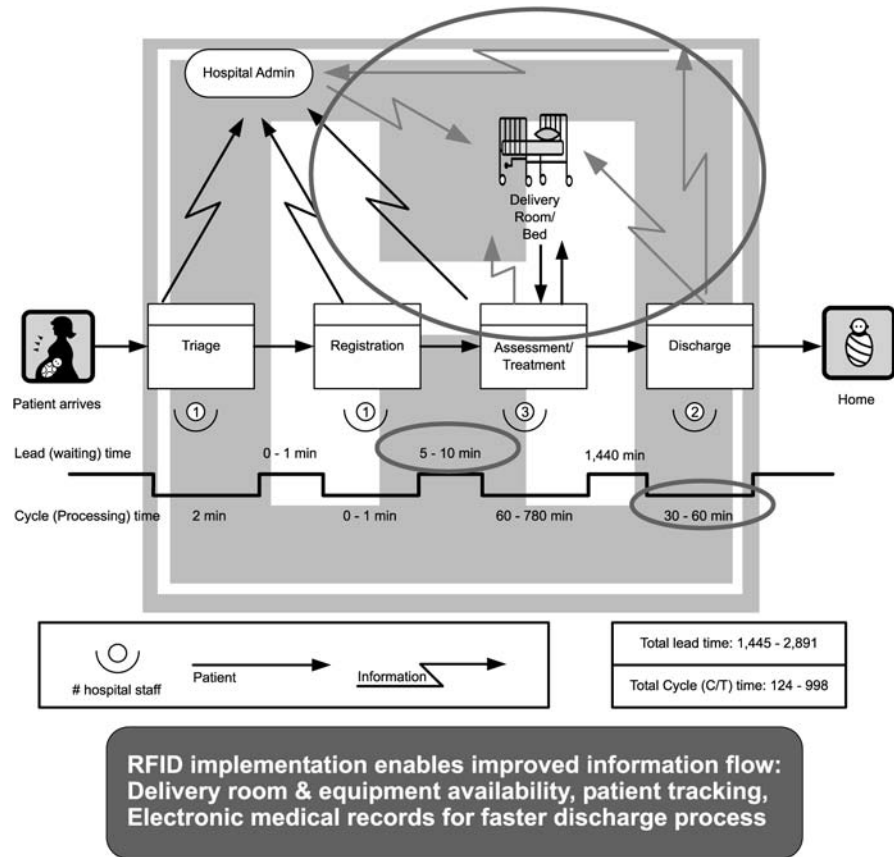 Hospital Admin
Delivery
Room/
Bed
Triage
Registration
Assessment/
Treatment
Discharge
Patient arrives
1
1
3
2
Home
Lead (waiting) time
0 - 1 min
5 - 10 min
1,440 min
Cycle (Processing) time
2 min
0 - 1 min
60 - 780 min
30 - 60 min
# hospital staff
Patient
Information
Total lead time: 1,445 - 2,891
Total Cycle (C/T) time: 124 - 998
RFID implementation enables improved information flow:
Delivery room & equipment availability, patient tracking,
Electronic medical records for faster discharge process